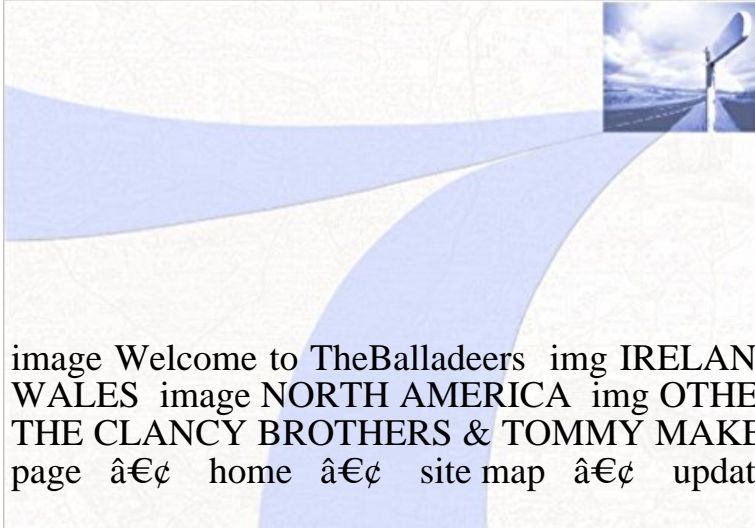 image Welcome to TheBalladeers img IRELAN
WALES image NORTH AMERICA img OTHE
THE CLANCY BROTHERS & TOMMY MAKE
page â€¢ home â€¢ site map â€¢ updat